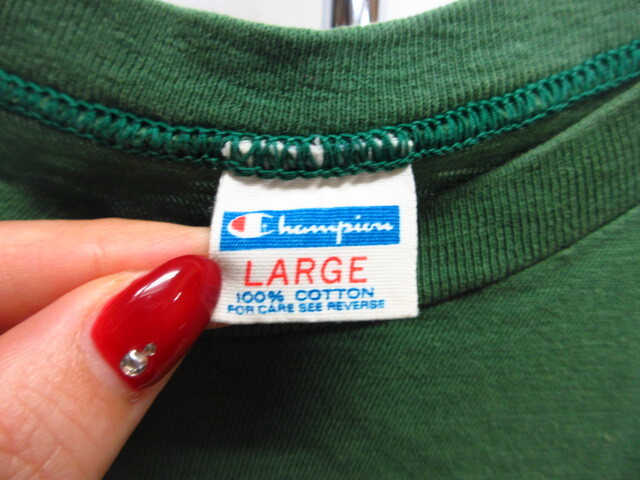 Champion
LARGE
100% COTTON
FOR CARE SEE REVERSE